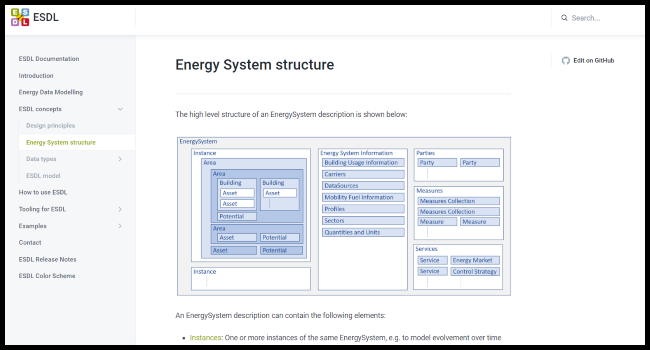 ESDL
Search...
ESDL Documentation
Introduction
Energy Data Modelling
ESDL concepts
Design principles
Energy System structure
Data types
ESDL model
How to use ESDL
Tooling for ESDL
Examples
Contact
ESDL Release Notes
ESDL Color Scheme
Energy System structure
Edit on GitHub
The high level structure of an EnergySystem description is shown below:
EnergySystem
Instance
Area
Area
Building
Asset
Asset
Potential
Building
Asset
Area
Asset Potential
Asset Potential
Instance
Energy System Information
Building Usage Information
Carriers
DataSources
Mobility Fuel Information
Profiles
Sectors
Quantities and Units
Parties
Party Party
Measures
Measures Collection
Measures Collection
Measure Measure
Services
Service Energy Market
Service Control Strategy
An EnergySystem description can contain the following elements:
Instances: One or more instances of the same EnergySystem, e.g. to model evolvement over time